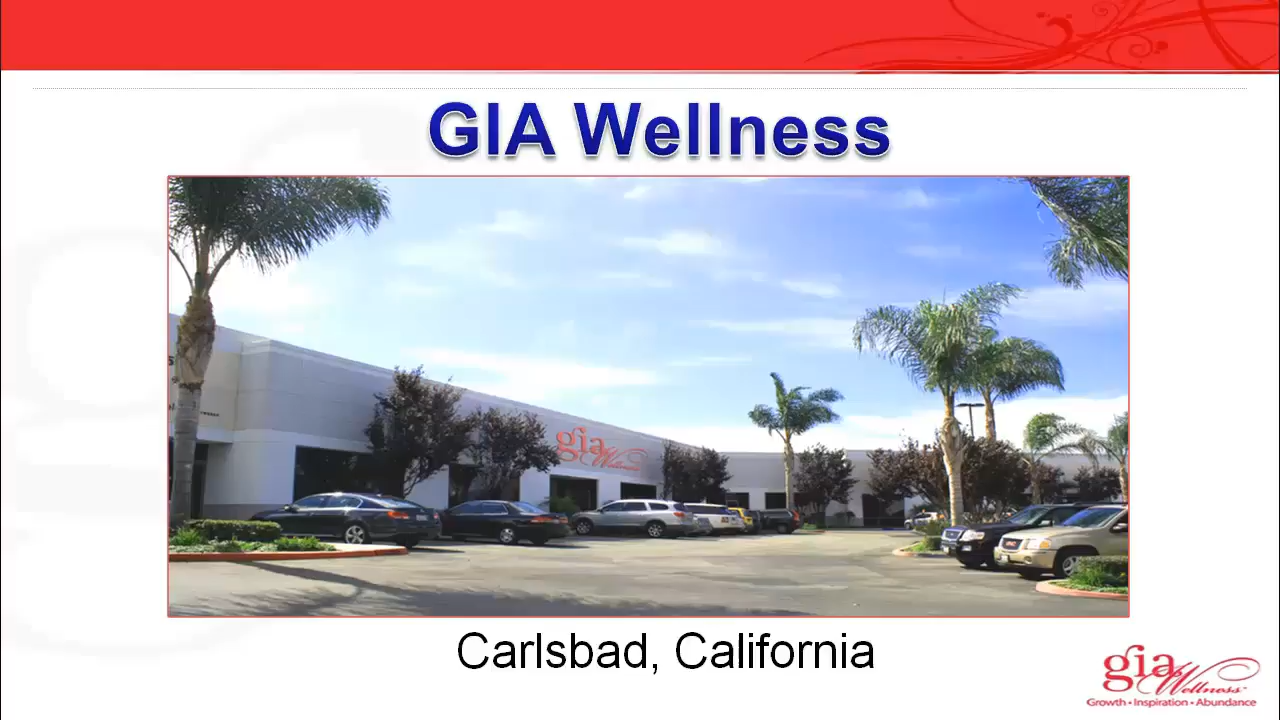 GIA Wellness
gia
Wellness
Carlsbad, California
gia
Wellness
Growth • Inspiration • Abundance